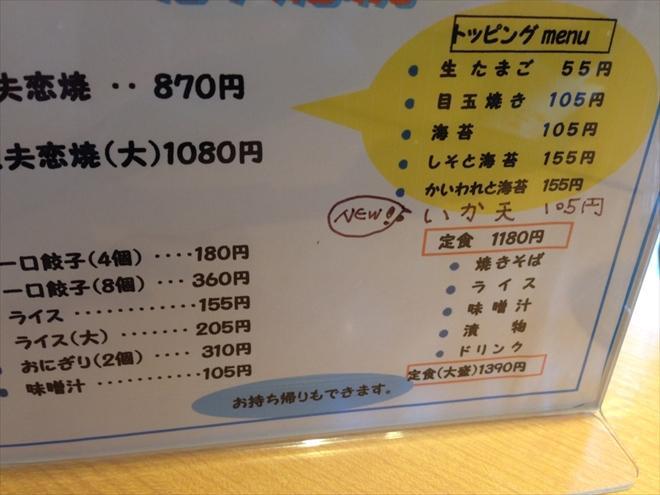 夫恋焼 ‥ 870円
夫恋焼(大)1080円
トッピング menu
● 生たまご 55円
● 目玉焼き 105円
● 海苔 105円
● しそと海苔 155円
● かいわれと海苔 155円
NEW! いか天 105円
一口餃子(4個) ････180円
一口餃子(8個) ････ 360円
ライス ･･････････155円
ライス(大) ･･･････205円
おにぎり(2個) ････ 310円
味噌汁 ･･････････105円
定食 1180円
● 焼きそば
● ライス
● 味噌汁
● 漬物
● ドリンク
定食(大盛)1390円
お持ち帰りもできます。